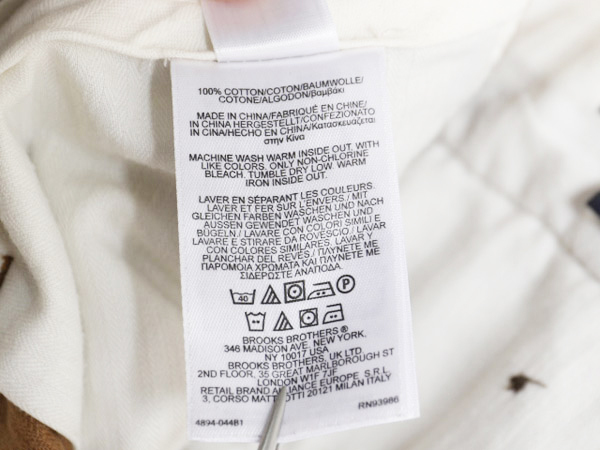 100% COTTON/COTON/BAUMWOLLE/
COTONE/ALGODON/βαμβάκι
MADE IN CHINA/FABRIQUÉ EN CHINE/
IN CHINA HERGESTELLT/CONFEZIONATO
IN CINA/HECHO EN CHINA/Κατασκευάζεται
στην Κίνα
MACHINE WASH WARM INSIDE OUT. WITH
LIKE COLORS. ONLY NON-CHLORINE
BLEACH. TUMBLE DRY LOW. WARM
IRON INSIDE OUT.
LAVER EN SÉPARANT LES COULEURS.
LAVER ET FER SUR L'ENVERS./ MIT
GLEICHEN FARBEN WASCHEN UND NACH
AUSSEN GEWENDET WASCHEN UND
BÜGELN./ LAVARE CON COLORI SIMILI E
LAVARE E STIRARE DA ROVESCIO./ LAVAR
CON COLORES SIMILARES. LAVAR Y
PLANCHAR DEL REVES./ ΠΛΥΝΕΤΕ ΜΕ
ΠΑΡΟΜΟΙΑ ΧΡΩΜΑΤΑ ΚΑΙ ΠΛΥΝΕΤΕ ΜΕ
ΣΙΔΕΡΩΣΤΕ ΑΝΑΠΟΔΑ.
40 P
BROOKS BROTHERS ®
346 MADISON AVE. NEW YORK.
NY 10017 USA
BROOKS BROTHERS, UK LTD
2ND FLOOR, 35 GREAT MARLBOROUGH ST
LONDON W1F 7JF
RETAIL BRAND ALLIANCE EUROPE, S.R.L.
3, CORSO MATTEOTTI 20121 MILAN ITALY
RN93986
4894-04481